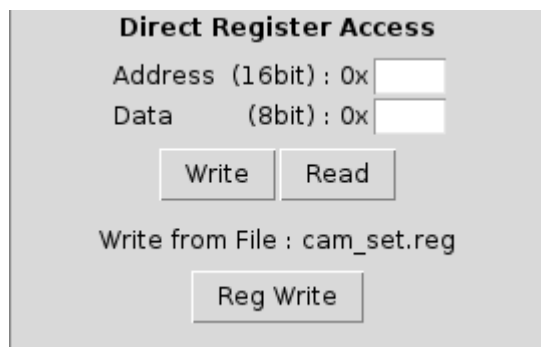 Direct Register Access
Address (16bit) : 0x
Data (8bit) : 0x
Write Read
Write from File : cam_set.reg
Reg Write